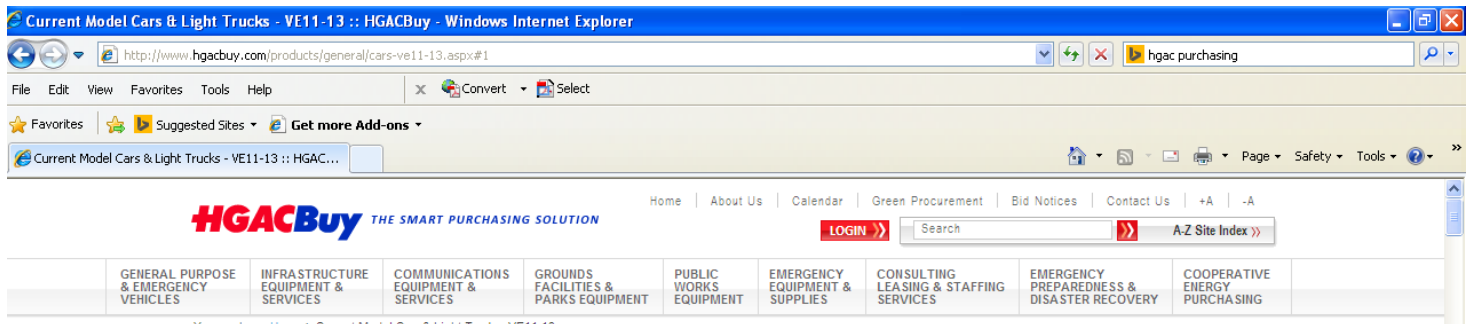 Current Model Cars & Light Trucks - VE11-13 :: HGACBuy - Windows Internet Explorer
http://www.hgacbuy.com/products/general/cars-ve11-13.aspx#1 hgac purchasing
File Edit View Favorites Tools Help x Convert Select
Favorites Suggested Sites Get more Add-ons
Current Model Cars & Light Trucks - VE11-13 :: HGAC... Page Safety Tools »
Home | About Us | Calendar | Green Procurement | Bid Notices | Contact Us | +A | -A
HGACBuy THE SMART PURCHASING SOLUTION
LOGIN » Search » A-Z Site Index »
GENERAL PURPOSE & EMERGENCY VEHICLES
INFRASTRUCTURE EQUIPMENT & SERVICES
COMMUNICATIONS EQUIPMENT & SERVICES
GROUNDS FACILITIES & PARKS EQUIPMENT
PUBLIC WORKS EQUIPMENT
EMERGENCY EQUIPMENT & SUPPLIES
CONSULTING LEASING & STAFFING SERVICES
EMERGENCY PREPAREDNESS & DISASTER RECOVERY
COOPERATIVE ENERGY PURCHASING